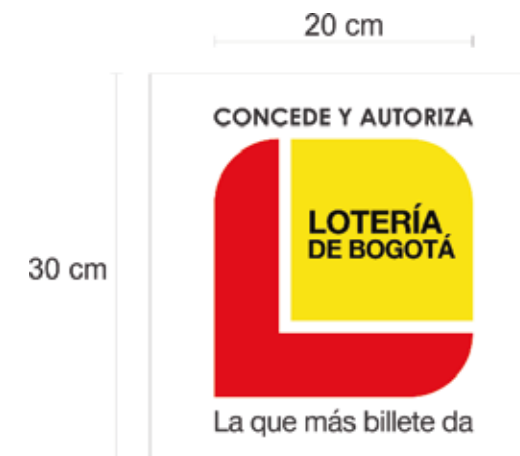 20 cm
CONCEDE Y AUTORIZA
LOTERÍA
DE BOGOTÁ
30 cm
La que más billete da